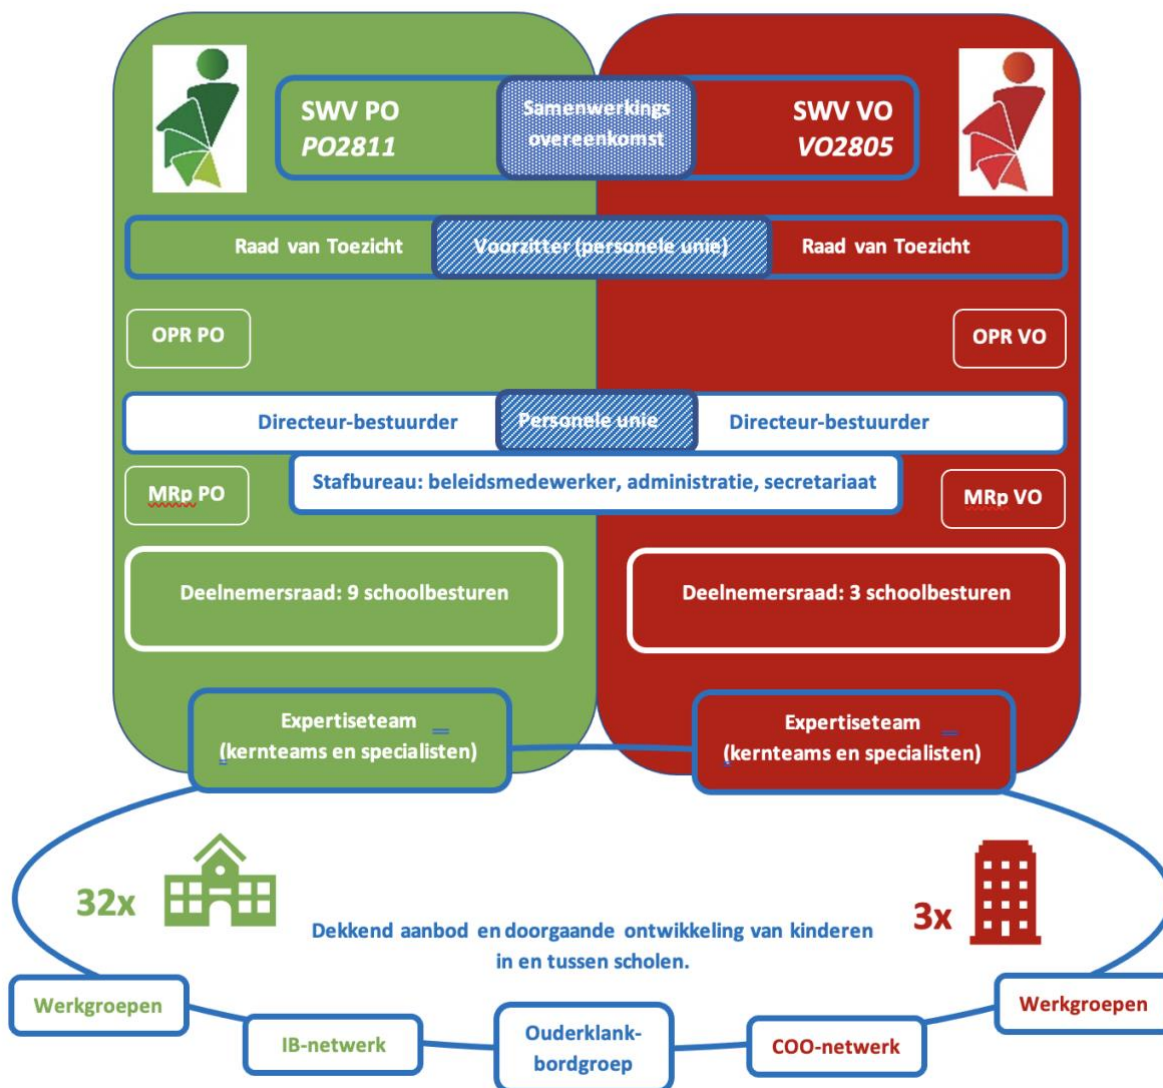 SWV PO
PO2811
Samenwerkings
overeenkomst
SWV VO
VO2805
Raad van Toezicht
Voorzitter (personele unie)
Raad van Toezicht
OPR PO
OPR VO
Directeur-bestuurder
Personele unie
Directeur-bestuurder
Stafbureau: beleidsmedewerker, administratie, secretariaat
MRp PO
MRp VO
Deelnemersraad: 9 schoolbesturen
Deelnemersraad: 3 schoolbesturen
Expertiseteam
(kernteams en specialisten)
Expertiseteam
(kernteams en specialisten)
32x
3x
Dekkend aanbod en doorgaande ontwikkeling van kinderen
in en tussen scholen.
Werkgroepen
IB-netwerk
Ouderklank-
bordgroep
COO-netwerk
Werkgroepen